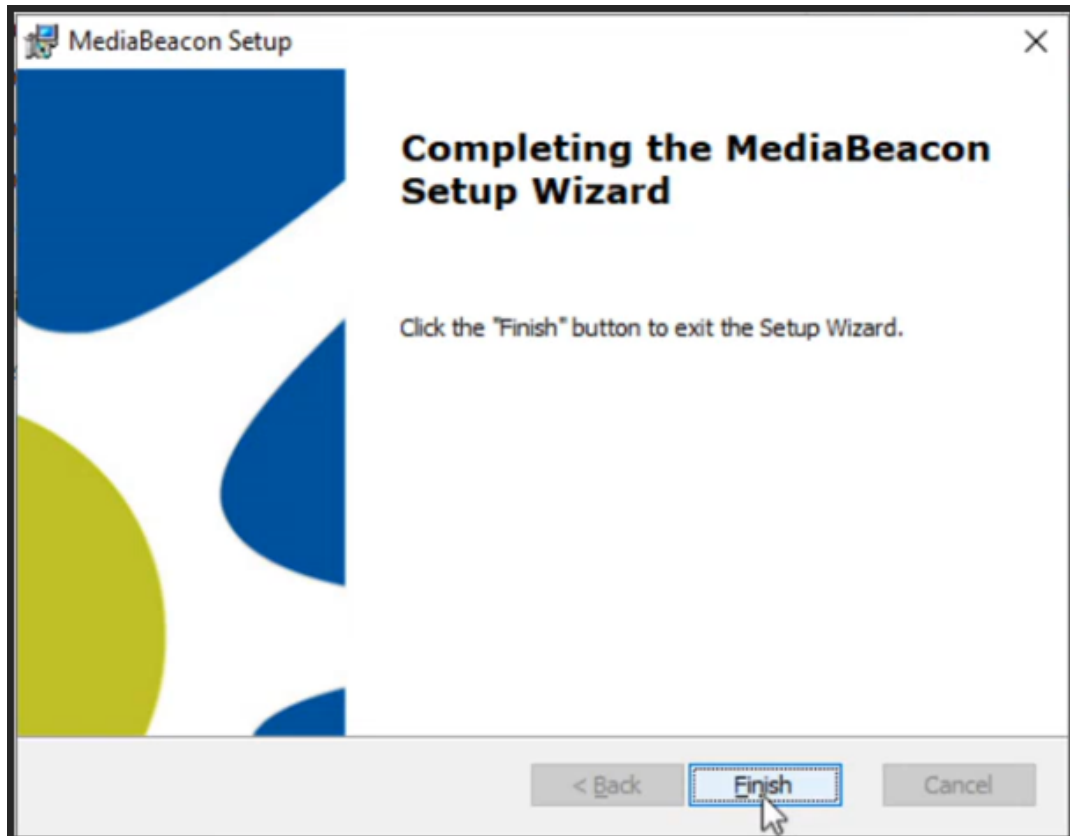 MediaBeacon Setup
Completing the MediaBeacon
Setup Wizard
Click the "Finish" button to exit the Setup Wizard.
< Back
Finish
Cancel